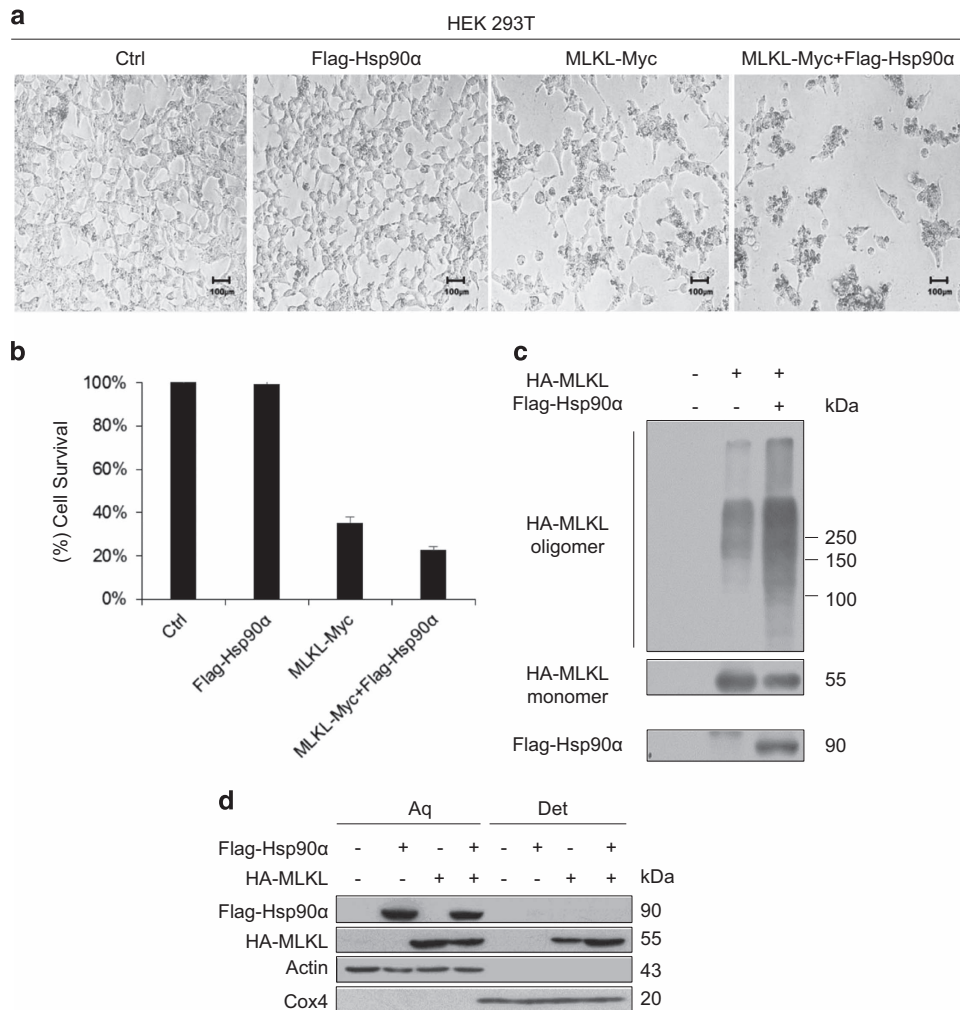 a
HEK 293T
Ctrl Flag-Hsp90α MLKL-Myc MLKL-Myc+Flag-Hsp90α
100μm 100μm 100μm 100μm
b
(%) Cell Survival
100%
80%
60%
40%
20%
0%
Ctrl Flag-Hsp90α MLKL-Myc MLKL-Myc+Flag-Hsp90α
c
HA-MLKL - + +
Flag-Hsp90α - - + kDa
HA-MLKL
oligomer
250
150
100
HA-MLKL
monomer
55
Flag-Hsp90α 90
d
Aq Det
Flag-Hsp90α - + - + - + - +
HA-MLKL - - + + - - + + kDa
Flag-Hsp90α 90
HA-MLKL 55
Actin 43
Cox4 20